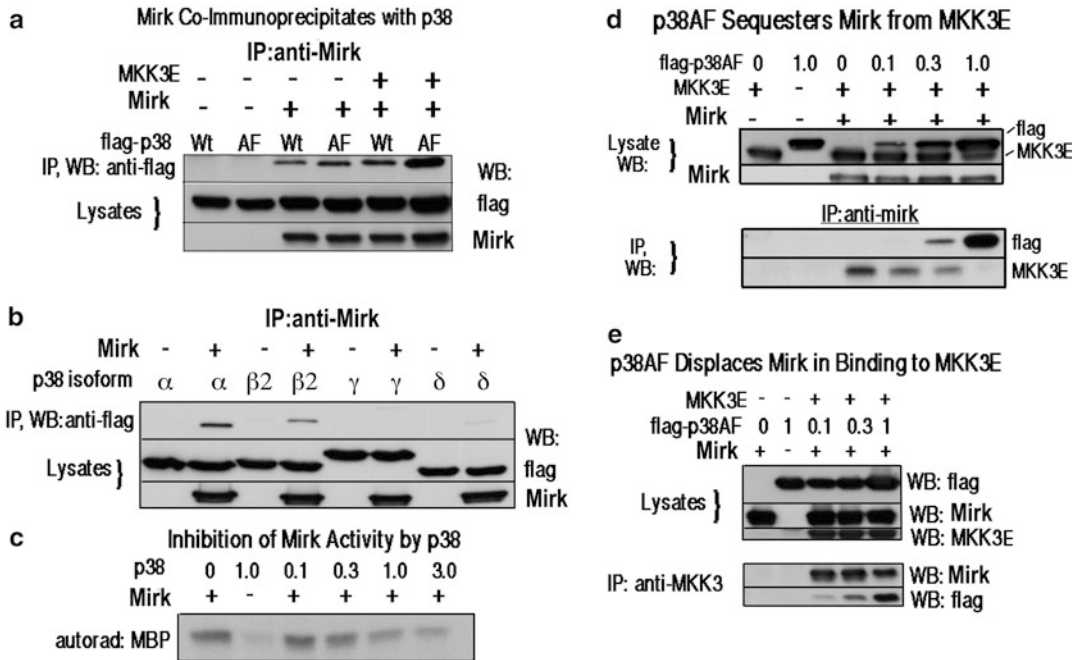 a
Mirk Co-Immunoprecipitates with p38
IP:anti-Mirk
MKK3E - - - - + +
Mirk - - + + + +
flag-p38 Wt AF Wt AF Wt AF
IP, WB: anti-flag WB:
Lysates } flag
Mirk
b
IP:anti-Mirk
Mirk - + - + - + - +
p38 isoform α α β2 β2 γ γ δ δ
IP, WB:anti-flag WB:
Lysates } flag
Mirk
c
Inhibition of Mirk Activity by p38
p38 0 1.0 0.1 0.3 1.0 3.0
Mirk + - + + + +
autorad: MBP
d
p38AF Sequesters Mirk from MKK3E
flag-p38AF 0 1.0 0 0.1 0.3 1.0
MKK3E + - + + + +
Mirk - - + + + +
Lysate WB: } flag
MKK3E
Mirk
IP:anti-mirk
IP, WB: } flag
MKK3E
e
p38AF Displaces Mirk in Binding to MKK3E
MKK3E - - + + +
flag-p38AF 0 1 0.1 0.3 1
Mirk + - + + +
Lysates } WB: flag
WB: Mirk
WB: MKK3E
IP: anti-MKK3 WB: Mirk
WB: flag